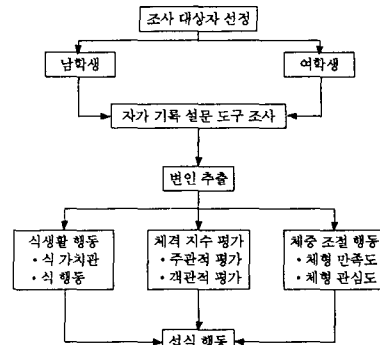 조사 대상자 선정
남학생
여학생
자가 기록 설문 도구 조사
변인 추출
식생활 행동
· 식 가치관
· 식 행동
체격 지수 평가
· 주관적 평가
· 객관적 평가
체중 조절 행동
· 체형 만족도
· 체형 관심도
섭식 행동